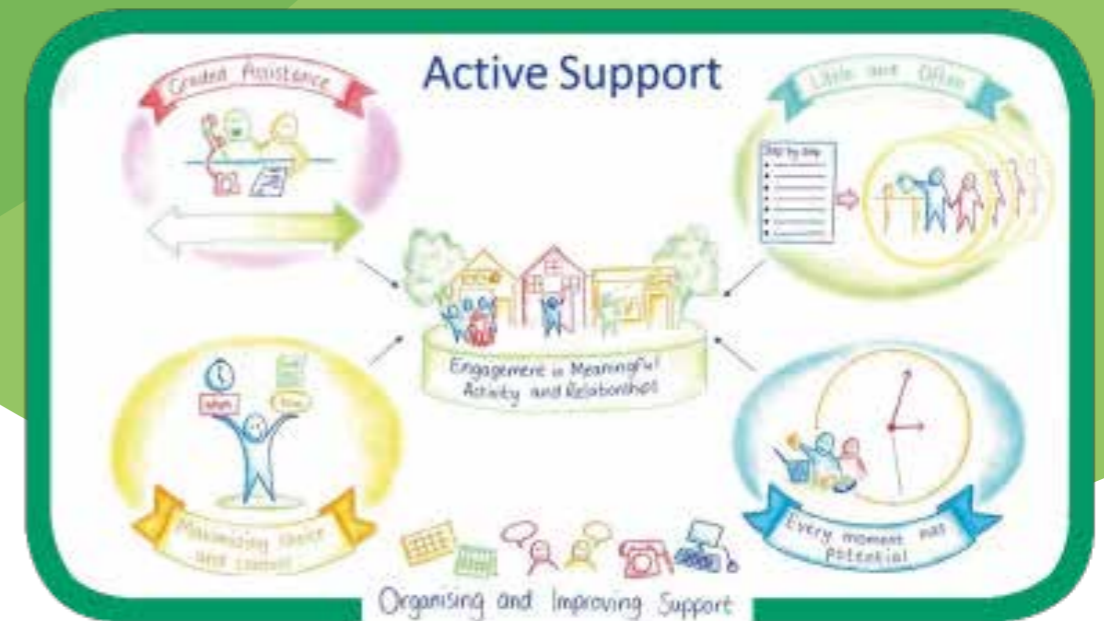 Active Support
Graded Assistance
Little and Often
Step by step
Engagement in Meaningful
Activity and Relationships
Maximizing choice
and control
Every moment has
potential
Organising and Improving Support